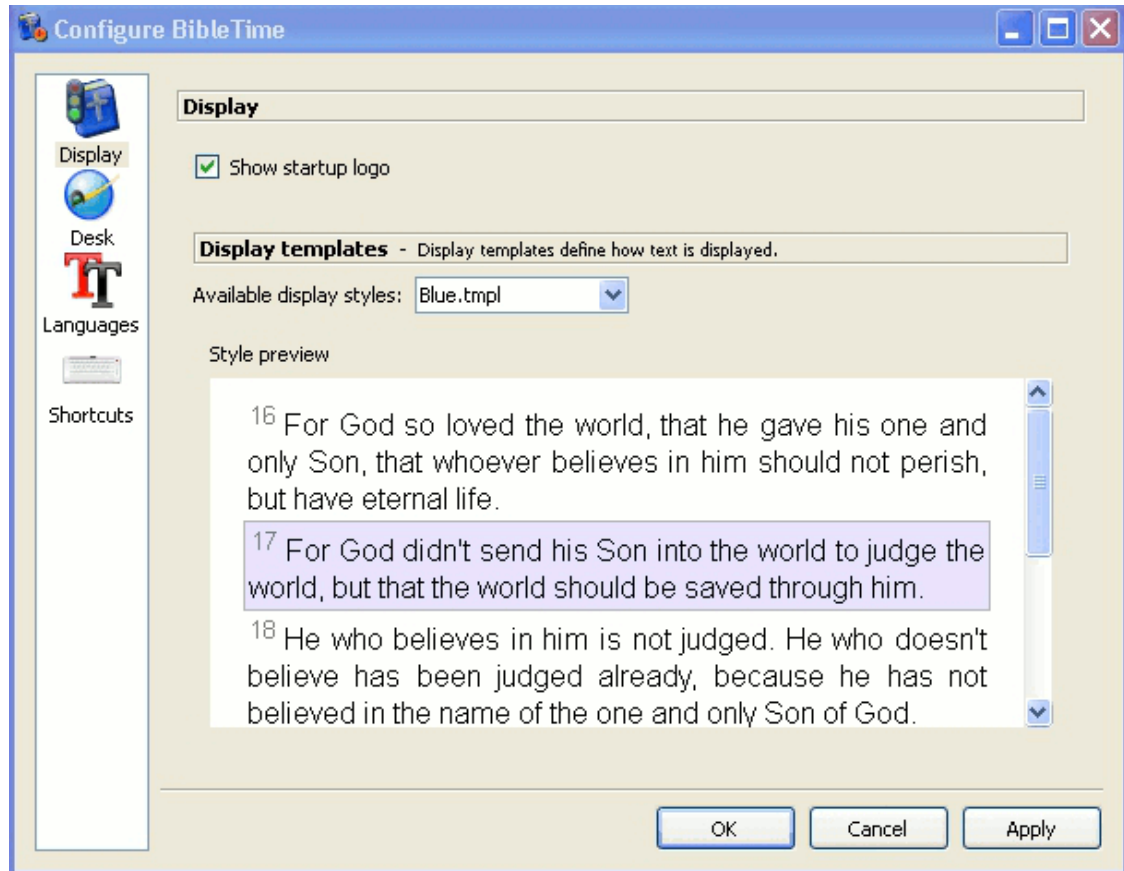 Configure BibleTime
Display
Desk
Languages
Shortcuts
Display
Show startup logo
Display templates - Display templates define how text is displayed.
Available display styles: Blue.tmpl
Style preview
16 For God so loved the world, that he gave his one and
only Son, that whoever believes in him should not perish,
but have eternal life.
17 For God didn't send his Son into the world to judge the
world, but that the world should be saved through him.
18 He who believes in him is not judged. He who doesn't
believe has been judged already, because he has not
believed in the name of the one and only Son of God.
OK Cancel Apply